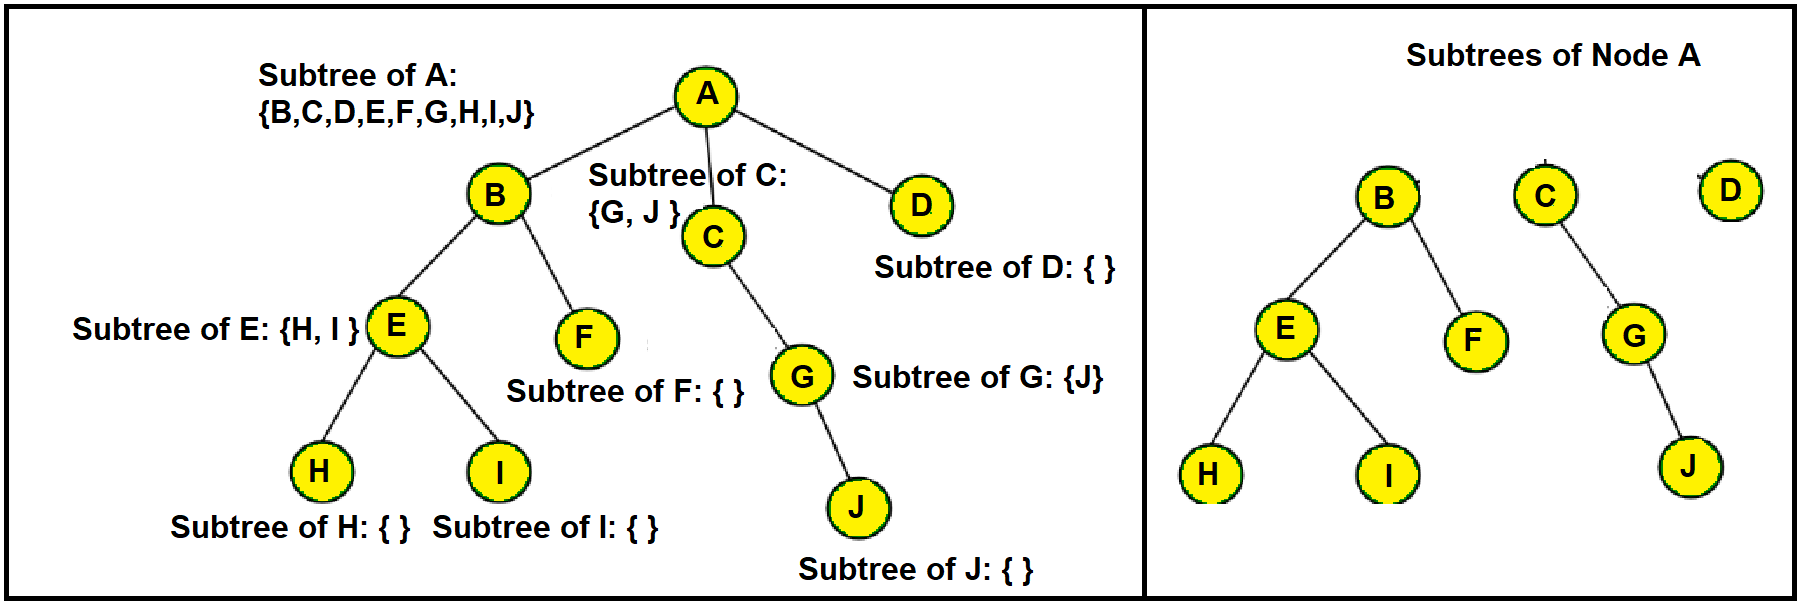 Subtree of A:
{B,C,D,E,F,G,H,I,J}
A
B
Subtree of C:
{G, J }
C
D
Subtree of D: { }
Subtree of E: {H, I }
E
F
Subtree of F: { }
G
Subtree of G: {J}
H
I
Subtree of H: { }
Subtree of I: { }
J
Subtree of J: { }
Subtrees of Node A
B
C
D
E
F
G
H
I
J